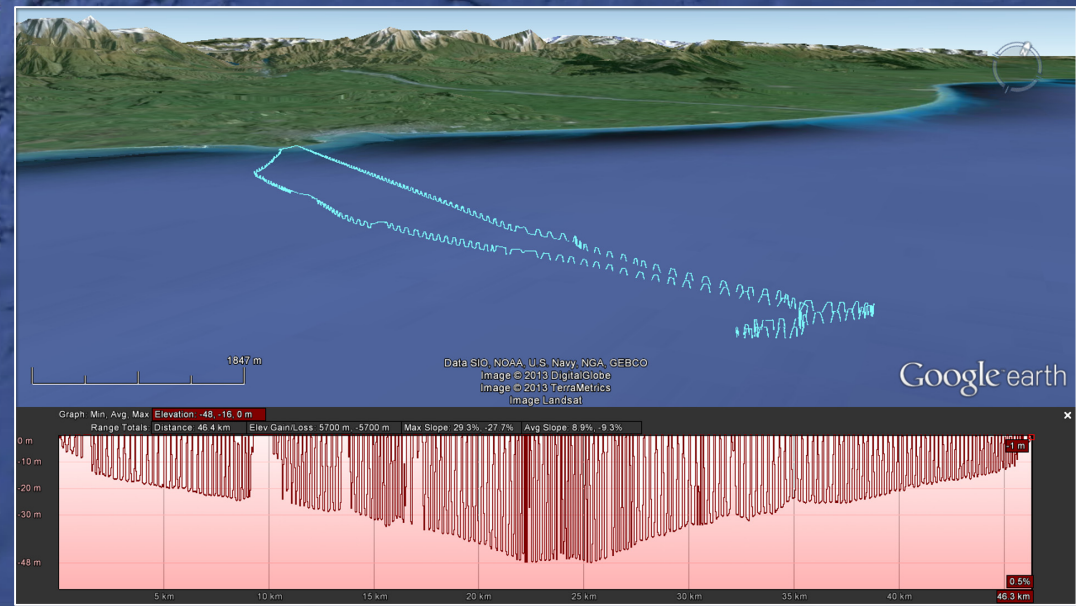 1847 m
Data SIO, NOAA, U.S. Navy, NGA, GEBCO
Image © 2013 DigitalGlobe
Image © 2013 TerraMetrics
Image Landsat
Google earth
Graph: Min, Avg, Max Elevation: -48, -16, 0 m
Range Totals: Distance: 46.4 km Elev Gain/Loss: 5700 m, -5700 m Max Slope: 29.3%, -27.7% Avg Slope: 8.9%, -9.3%
0 m
-1 m
-10 m
-20 m
-30 m
-48 m
0.5%
5 km 10 km 15 km 20 km 25 km 30 km 35 km 40 km 46.3 km